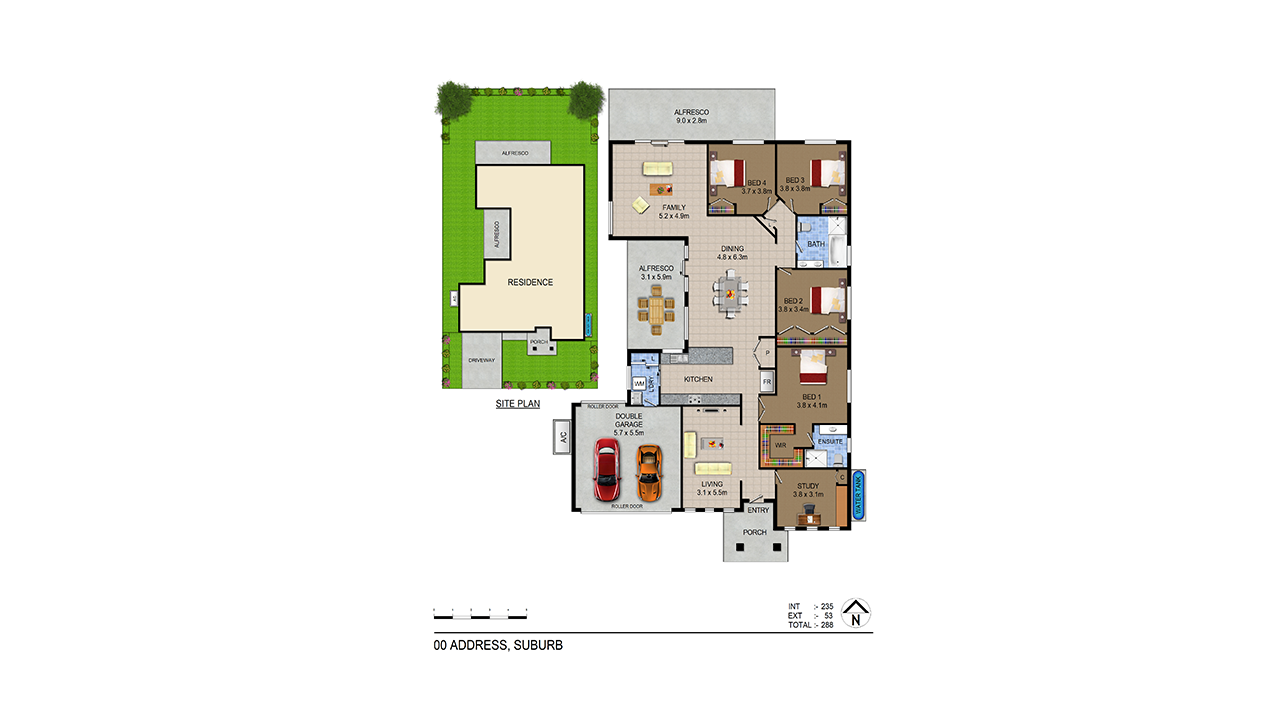 ALFRESCO
ALFRESCO
RESIDENCE
A/C
PORCH
DRIVEWAY
SITE PLAN
ALFRESCO
9.0 x 2.8m
FAMILY
5.2 x 4.9m
BED 4
3.7 x 3.8m
BED 3
3.8 x 3.8m
BATH
DINING
4.8 x 6.3m
ALFRESCO
3.1 x 5.9m
BED 2
3.8 x 3.4m
P
L
WM
L'DRY
KITCHEN
FR
BED 1
3.8 x 4.1m
ROLLER DOOR
DOUBLE
GARAGE
5.7 x 5.5m
A/C
ROLLER DOOR
LIVING
3.1 x 5.5m
WIR
ENSUITE
STUDY
3.8 x 3.1m
C
WATER TANK
ENTRY
PORCH
INT :- 235
EXT :- 53
TOTAL :- 288
N
00 ADDRESS, SUBURB